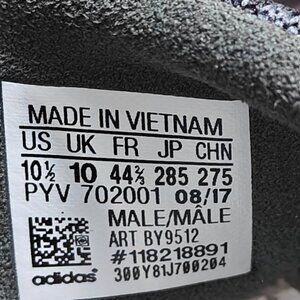 MADE IN VIETNAM
US UK FR JP CHN
10½ 10 44⅔ 285 275
PYV 702001 08/17
MALE/MÂLE
ART BY9512
#118218891
adidas® 300Y81J700204